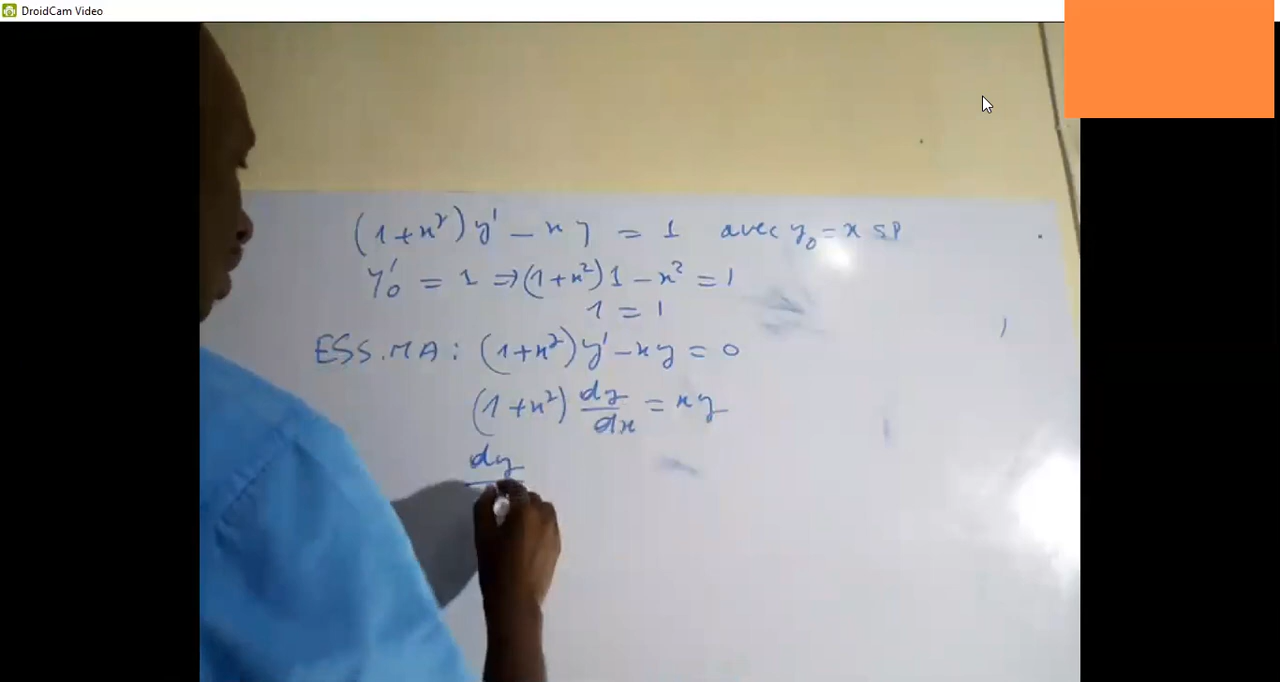 DroidCam Video
(1+x²)y' - xy = 1 avec y₀ = x SP
y'₀ = 1 ⇒ (1+x²)1 - x² = 1
1 = 1
ESS.MA : (1+x²)y' - xy = 0
(1+x²) dy/dx = xy
dy